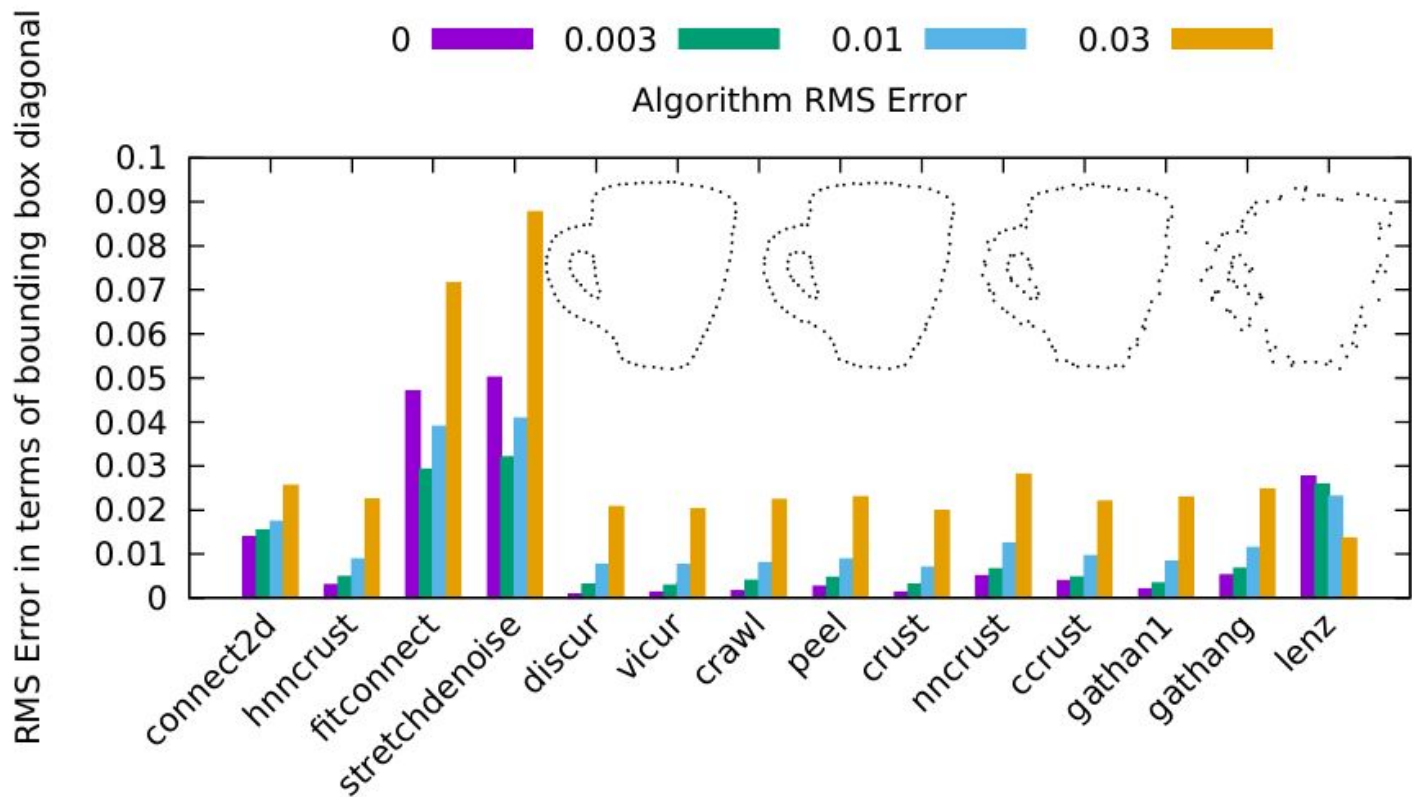 0 0.003 0.01 0.03
Algorithm RMS Error
RMS Error in terms of bounding box diagonal
0.1
0.09
0.08
0.07
0.06
0.05
0.04
0.03
0.02
0.01
0
connect2d
hnncrust
fitconnect
stretchdenoise
discur
vicur
crawl
peel
crust
nncrust
ccrust
gathan1
gathang
lenz